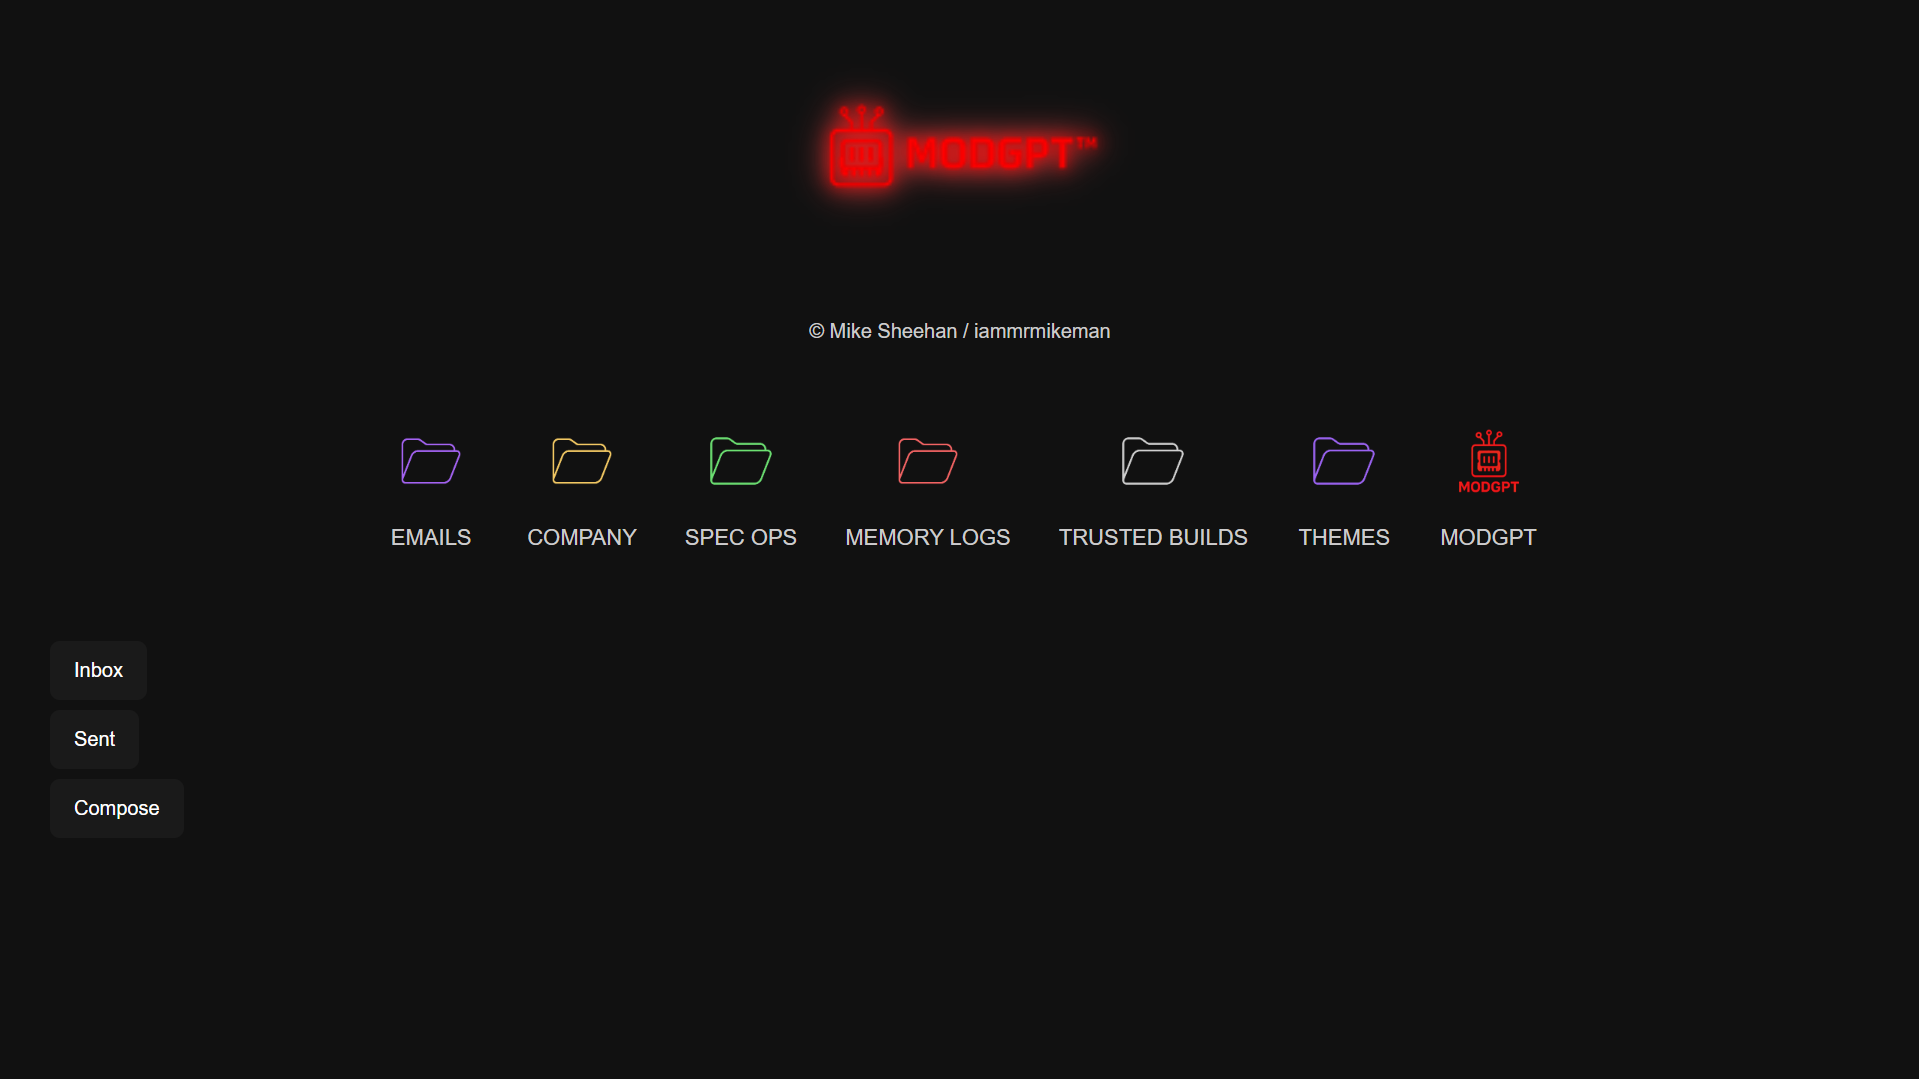 MODGPT™
© Mike Sheehan / iammrmikeman
MODGPT
EMAILS COMPANY SPEC OPS MEMORY LOGS TRUSTED BUILDS THEMES MODGPT
Inbox
Sent
Compose